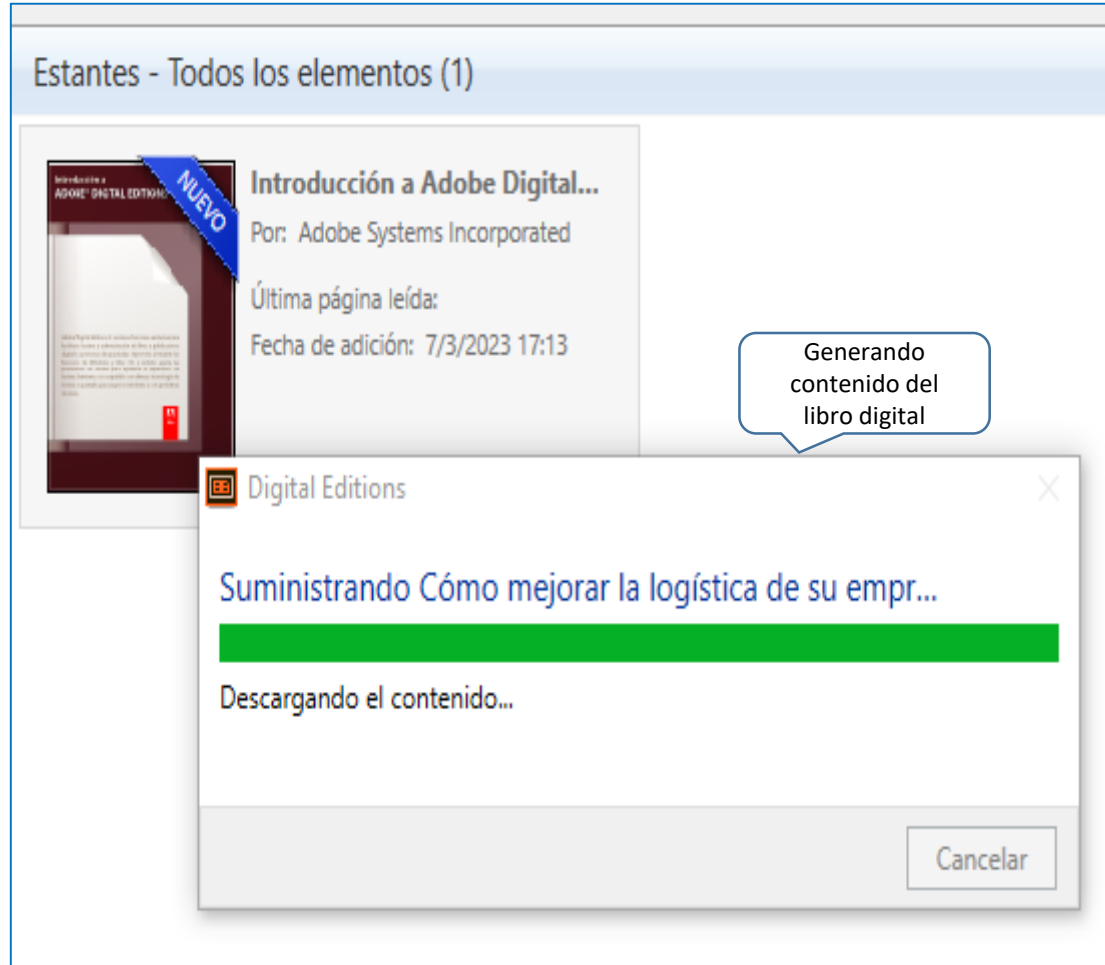 Estantes - Todos los elementos (1)
Introducción a
ADOBE® DIGITAL EDITIONS
NUEVO
Introducción a Adobe Digital...
Por: Adobe Systems Incorporated
Última página leída:
Fecha de adición: 7/3/2023 17:13
Generando
contenido del
libro digital
Digital Editions
X
Suministrando Cómo mejorar la logística de su empr...
Descargando el contenido...
Cancelar